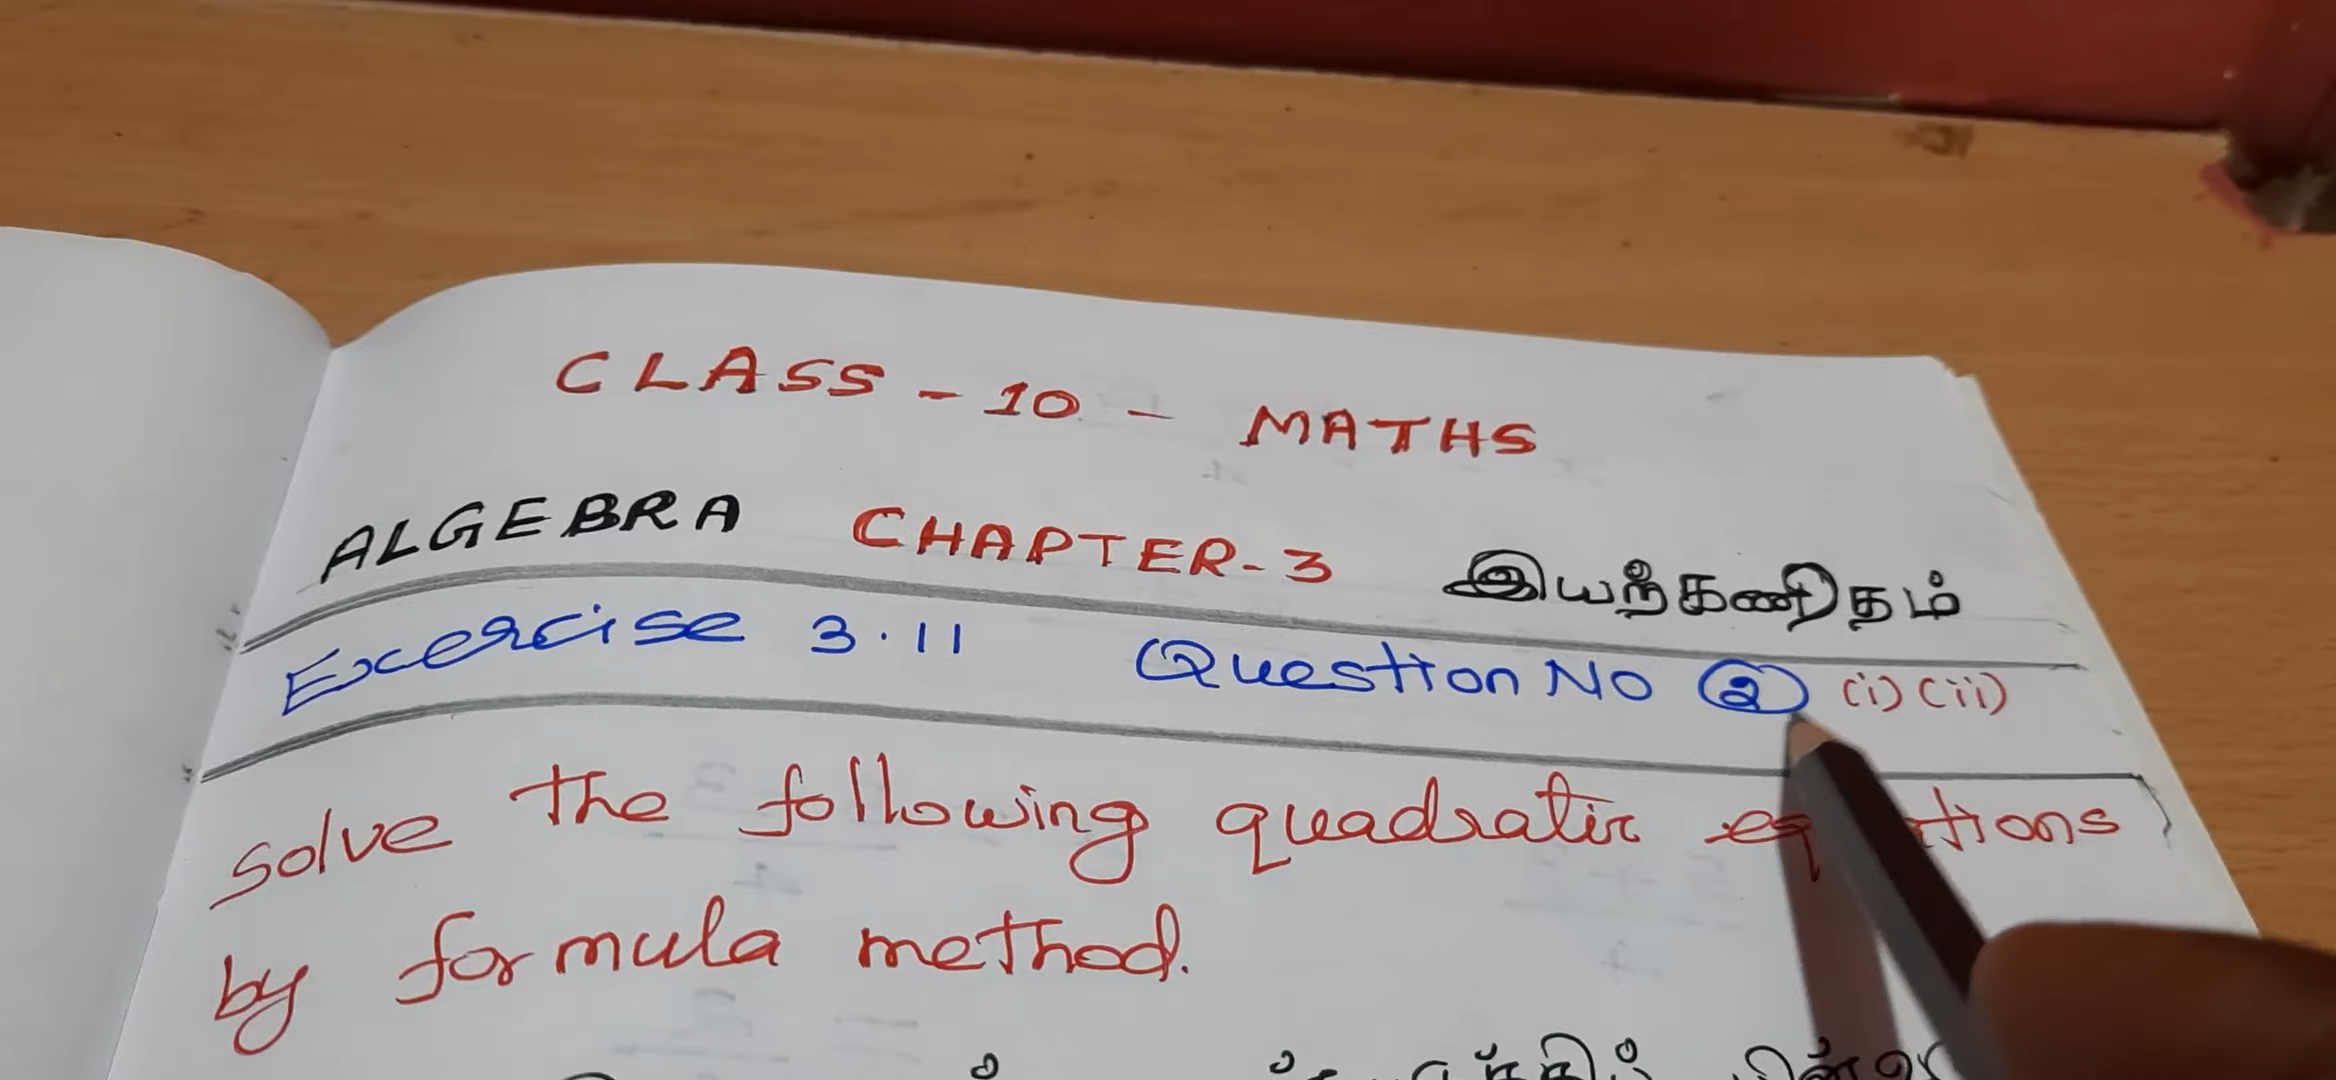 CLASS - 10 - MATHS
ALGEBRA CHAPTER-3 இயற்கணிதம்
Exercise 3.11 Question No 2 (i) (ii)
solve the following quadratic
by formula method.